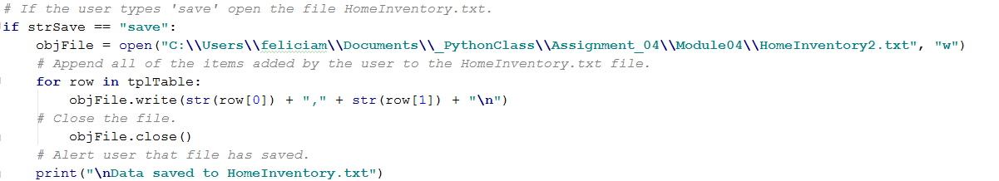 # If the user types 'save' open the file HomeInventory.txt.
if strSave == "save":
    objFile = open("C:\\Users\\feliciam\\Documents\\_PythonClass\\Assignment_04\\Module04\\HomeInventory2.txt", "w")
    # Append all of the items added by the user to the HomeInventory.txt file.
    for row in tplTable:
        objFile.write(str(row[0]) + "," + str(row[1]) + "\n")
    # Close the file.
        objFile.close()
    # Alert user that file has saved.
    print("\nData saved to HomeInventory.txt")